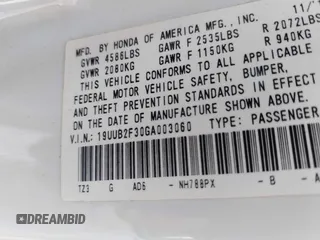 MFD. BY HONDA OF AMERICA MFG., INC. 11/1
GVWR 4586LBS GAWR F 2535LBS R 2072LBS
GVWR 2080KG GAWR F 1150KG R 940KG
THIS VEHICLE CONFORMS TO ALL APPLICABLE
FEDERAL MOTOR VEHICLE SAFETY, BUMPER,
AND THEFT PREVENTION STANDARDS IN EFFECT
ON THE DATE OF MANUFACTURE SHOWN ABOVE.
V.I.N.: 19UUB2F30GA003060 TYPE: PASSENGER
TZ3 G AD6 - NH788PX - B - A
DREAMBID